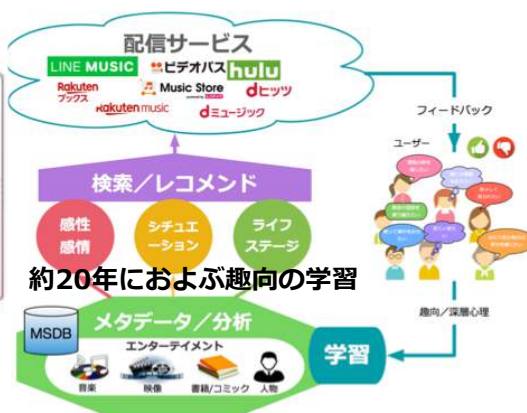 配信サービス
LINE MUSIC
ビデオパス
hulu
Rakuten
ブックス
Music Store
dヒッツ
Rakuten music
dミュージック
フィードバック
ユーザー
検索／レコメンド
感性
感情
シチュエ
ーション
ライフ
ステージ
約20年におよぶ趣向の学習
MSDB
メタデータ／分析
エンターテイメント
音楽
映像
書籍/コミック
人物
学習
趣向／深層心理